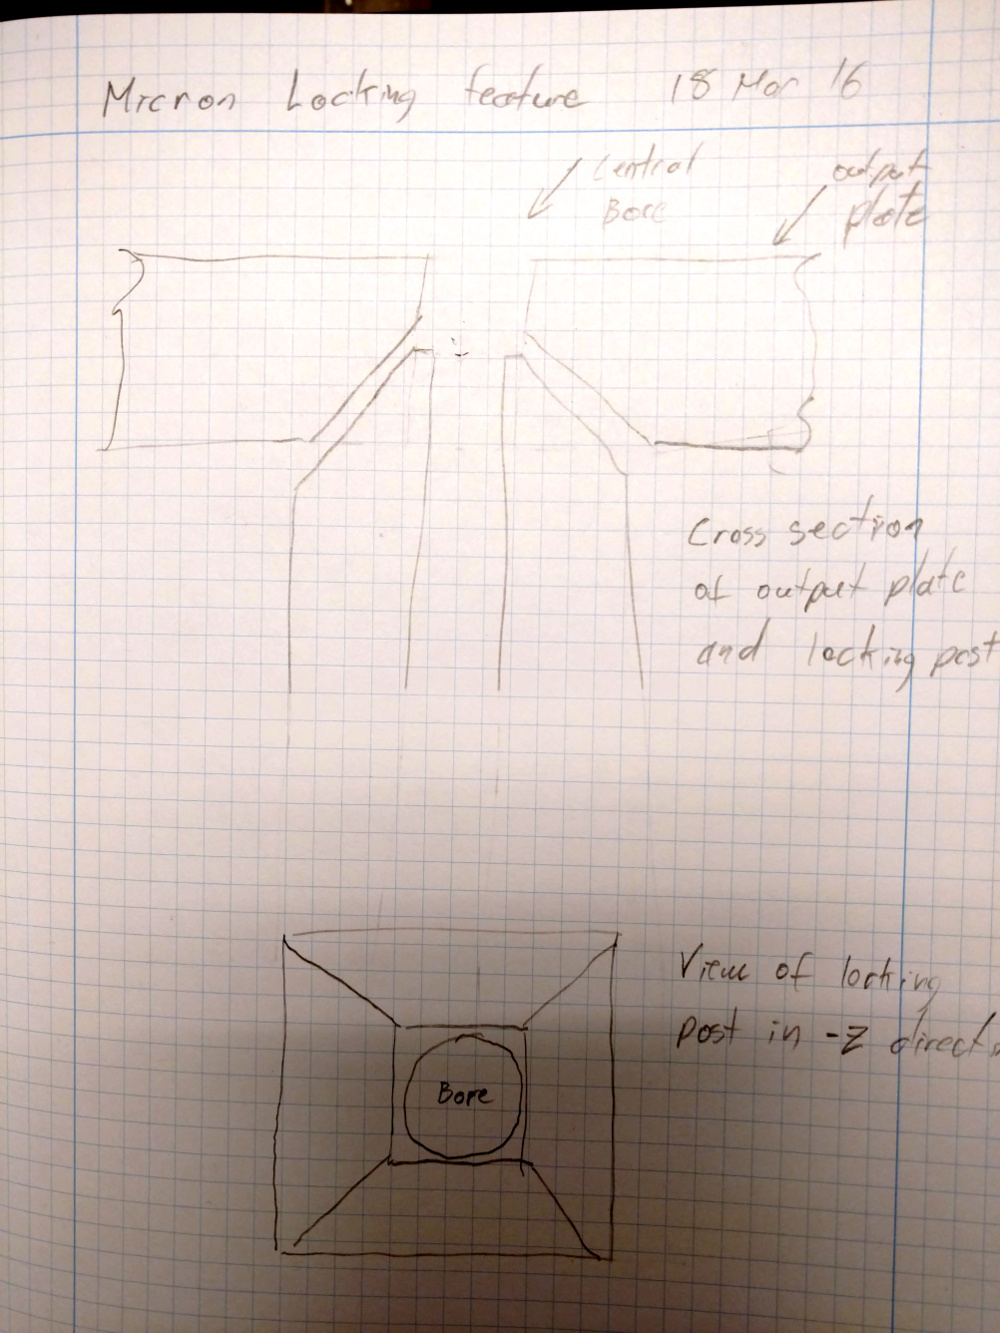 Micron Locking feature 18 Mar 16
Central
Bore
output
plate
Cross section
of output plate
and locking post
Bore
View of locking
post in -Z direct